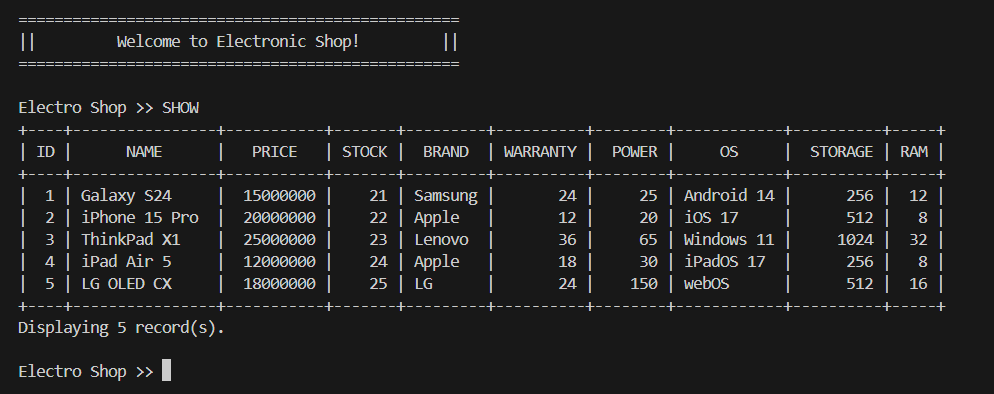 =================================================
||         Welcome to Electronic Shop!         ||
=================================================
Electro Shop >> SHOW
+----+----------------+-----------+-------+---------+----------+--------+------------+----------+-----+
| ID |      NAME      |   PRICE   | STOCK |  BRAND  | WARRANTY |  POWER |     OS     |  STORAGE | RAM |
+----+----------------+-----------+-------+---------+----------+--------+------------+----------+-----+
|  1 | Galaxy S24     |  15000000 |    21 | Samsung |       24 |     25 | Android 14 |      256 |  12 |
|  2 | iPhone 15 Pro  |  20000000 |    22 | Apple   |       12 |     20 | iOS 17     |      512 |   8 |
|  3 | ThinkPad X1    |  25000000 |    23 | Lenovo  |       36 |     65 | Windows 11 |     1024 |  32 |
|  4 | iPad Air 5     |  12000000 |    24 | Apple   |       18 |     30 | iPadOS 17  |      256 |   8 |
|  5 | LG OLED CX     |  18000000 |    25 | LG      |       24 |    150 | webOS      |      512 |  16 |
+----+----------------+-----------+-------+---------+----------+--------+------------+----------+-----+
Displaying 5 record(s).
Electro Shop >>